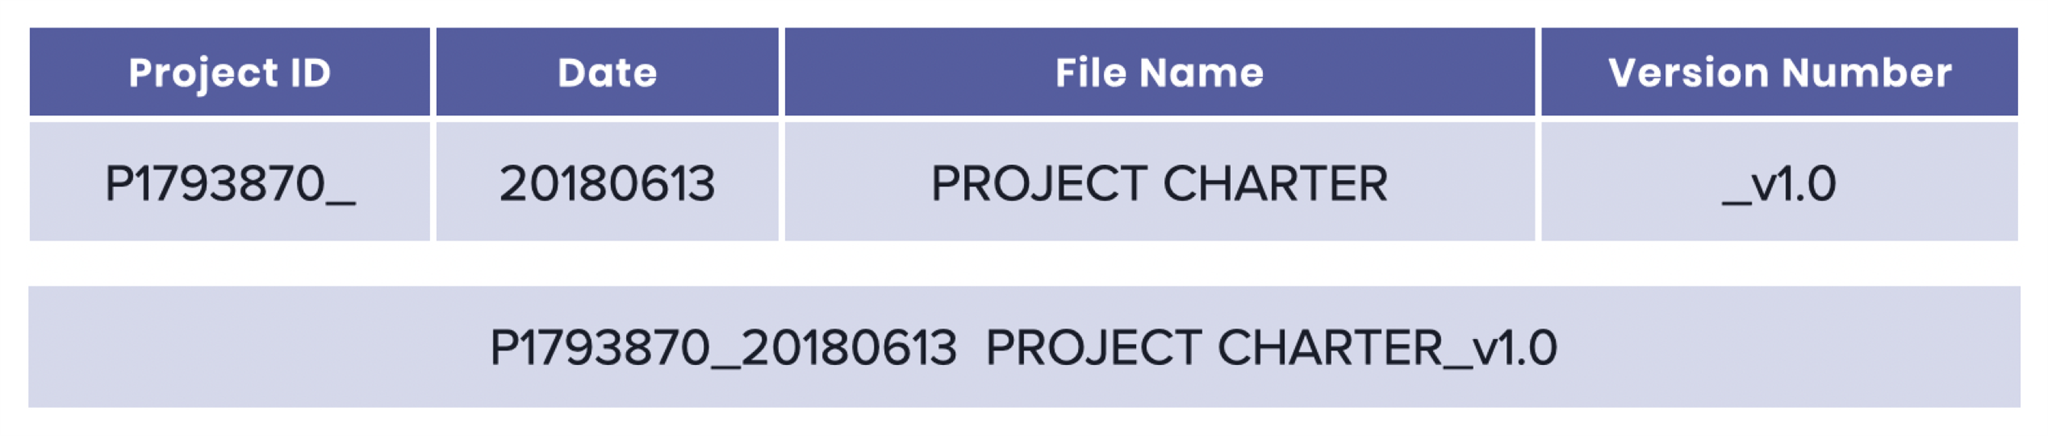 Project ID Date File Name Version Number
P1793870_ 20180613 PROJECT CHARTER _v1.0
P1793870_20180613  PROJECT CHARTER_v1.0